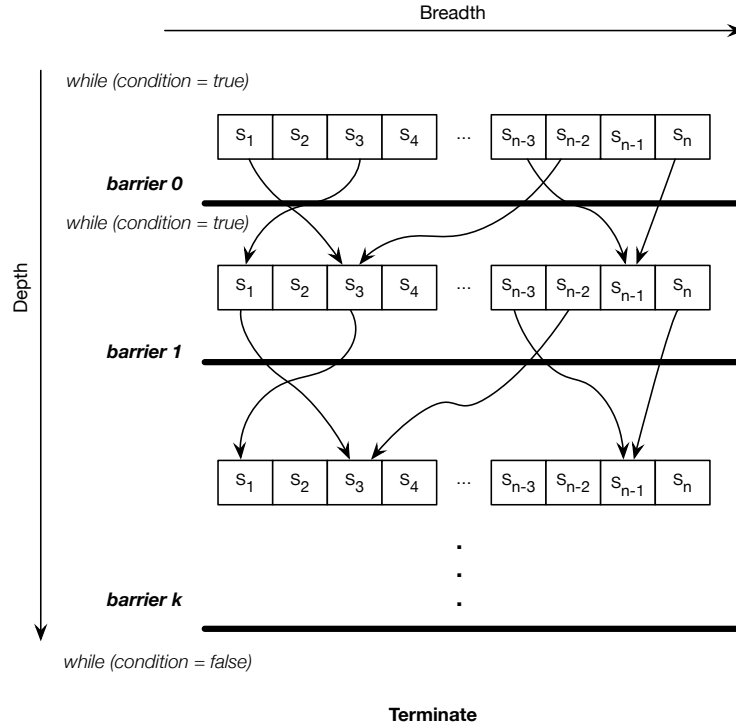 Breadth
Depth
while (condition = true)
S1 S2 S3 S4 ... Sn-3 Sn-2 Sn-1 Sn
barrier 0
while (condition = true)
S1 S2 S3 S4 ... Sn-3 Sn-2 Sn-1 Sn
barrier 1
S1 S2 S3 S4 ... Sn-3 Sn-2 Sn-1 Sn
.
.
.
barrier k
while (condition = false)
Terminate